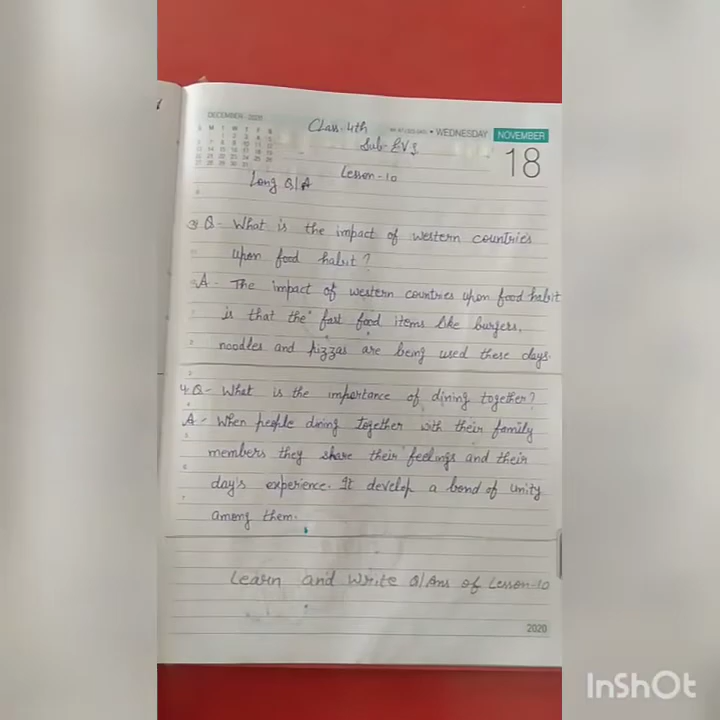 DECEMBER - 2020
WEDNESDAY NOVEMBER
18
Class-4th
Sub- EVS
Lesson-10
Long Q/A
3 Q- What is the impact of western countries
upon food habit?
A- The impact of western countries upon food habit
is that the fast food items like burgers,
noodles and pizzas are being used these days.
4 Q- What is the importance of dining together?
A- When people dining together with their family
members they share their feelings and their
day's experience. It develop a bond of unity
among them.
Learn and write Q/Ans of Lesson-10
2020
InShOt